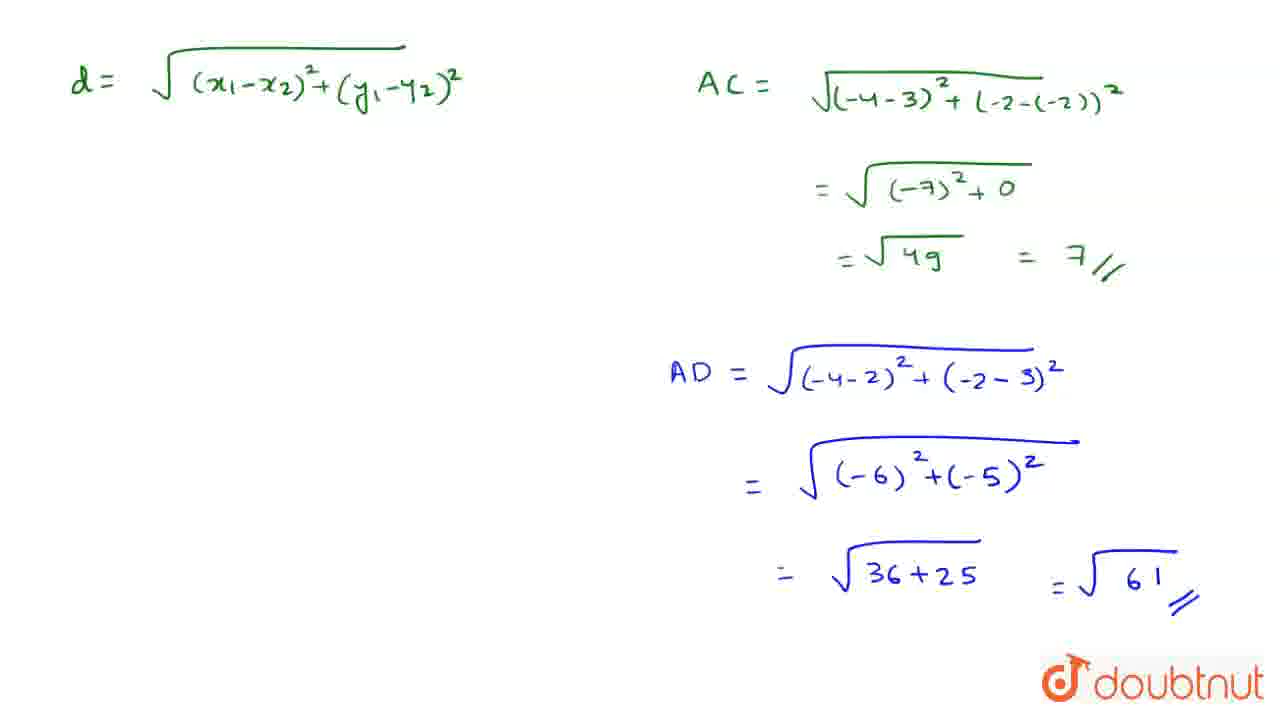 d = √(x₁-x₂)²+(y₁-y₂)²
AC = √(-4-3)²+(-2-(-2))²
= √(-7)²+0
= √49 = 7//
AD = √(-4-2)²+(-2-3)²
= √(-6)²+(-5)²
= √36+25 = √61//
doubtnut